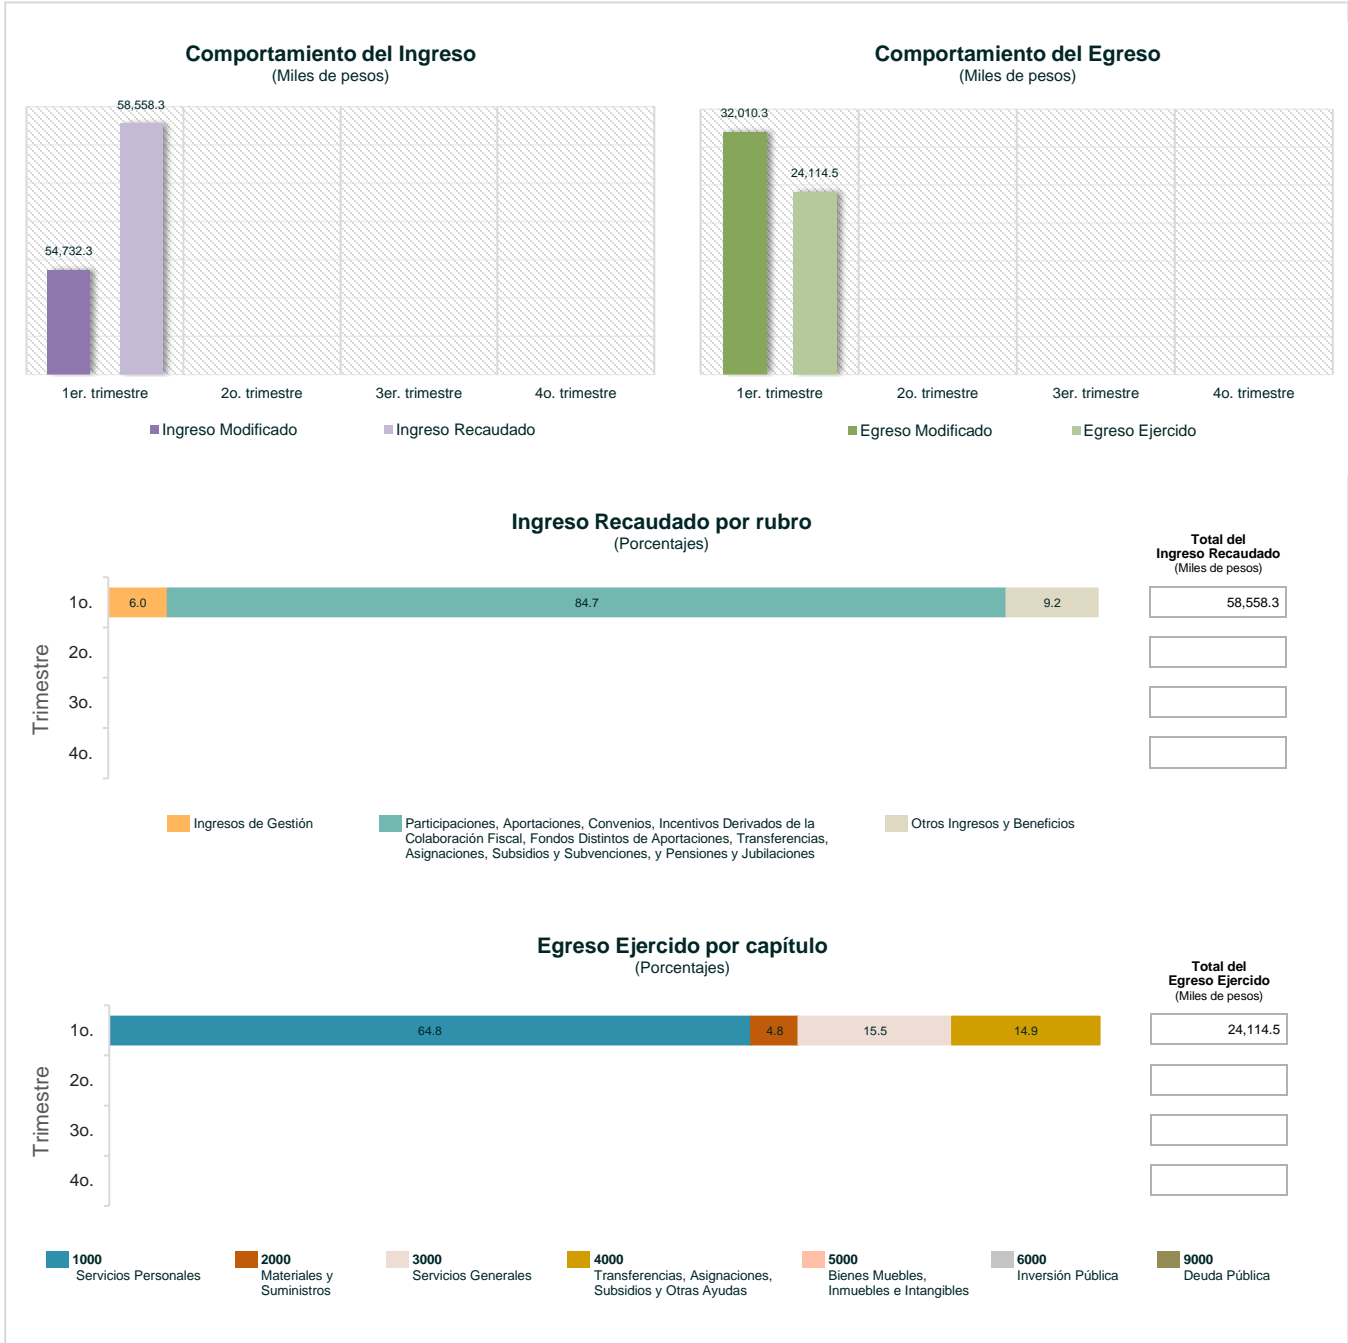 Comportamiento del Ingreso
(Miles de pesos)
58,558.3
54,732.3
1er. trimestre
2o. trimestre
3er. trimestre
4o. trimestre
Ingreso Modificado
Ingreso Recaudado
Comportamiento del Egreso
(Miles de pesos)
32,010.3
24,114.5
1er. trimestre
2o. trimestre
3er. trimestre
4o. trimestre
Egreso Modificado
Egreso Ejercido
Ingreso Recaudado por rubro
(Porcentajes)
Total del
Ingreso Recaudado
(Miles de pesos)
Trimestre
1o.
6.0
84.7
9.2
58,558.3
2o.
3o.
4o.
Ingresos de Gestión
Participaciones, Aportaciones, Convenios, Incentivos Derivados de la
Colaboración Fiscal, Fondos Distintos de Aportaciones, Transferencias,
Asignaciones, Subsidios y Subvenciones, y Pensiones y Jubilaciones
Otros Ingresos y Beneficios
Egreso Ejercido por capítulo
(Porcentajes)
Total del
Egreso Ejercido
(Miles de pesos)
Trimestre
1o.
64.8
4.8
15.5
14.9
24,114.5
2o.
3o.
4o.
1000
Servicios Personales
2000
Materiales y
Suministros
3000
Servicios Generales
4000
Transferencias, Asignaciones,
Subsidios y Otras Ayudas
5000
Bienes Muebles,
Inmuebles e Intangibles
6000
Inversión Pública
9000
Deuda Pública